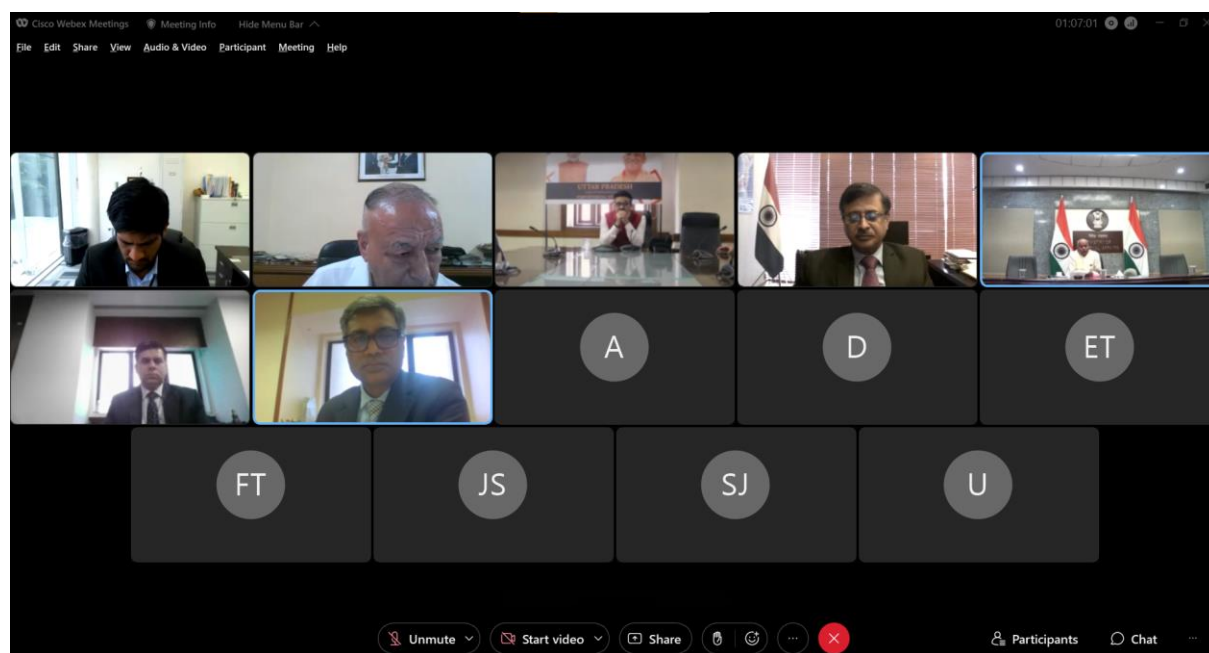 Cisco Webex Meetings Meeting Info Hide Menu Bar 01:07:01
File Edit Share View Audio & Video Participant Meeting Help
UTTAR PRADESH
A
D
ET
FT
JS
SJ
U
Unmute Start video Share Participants Chat